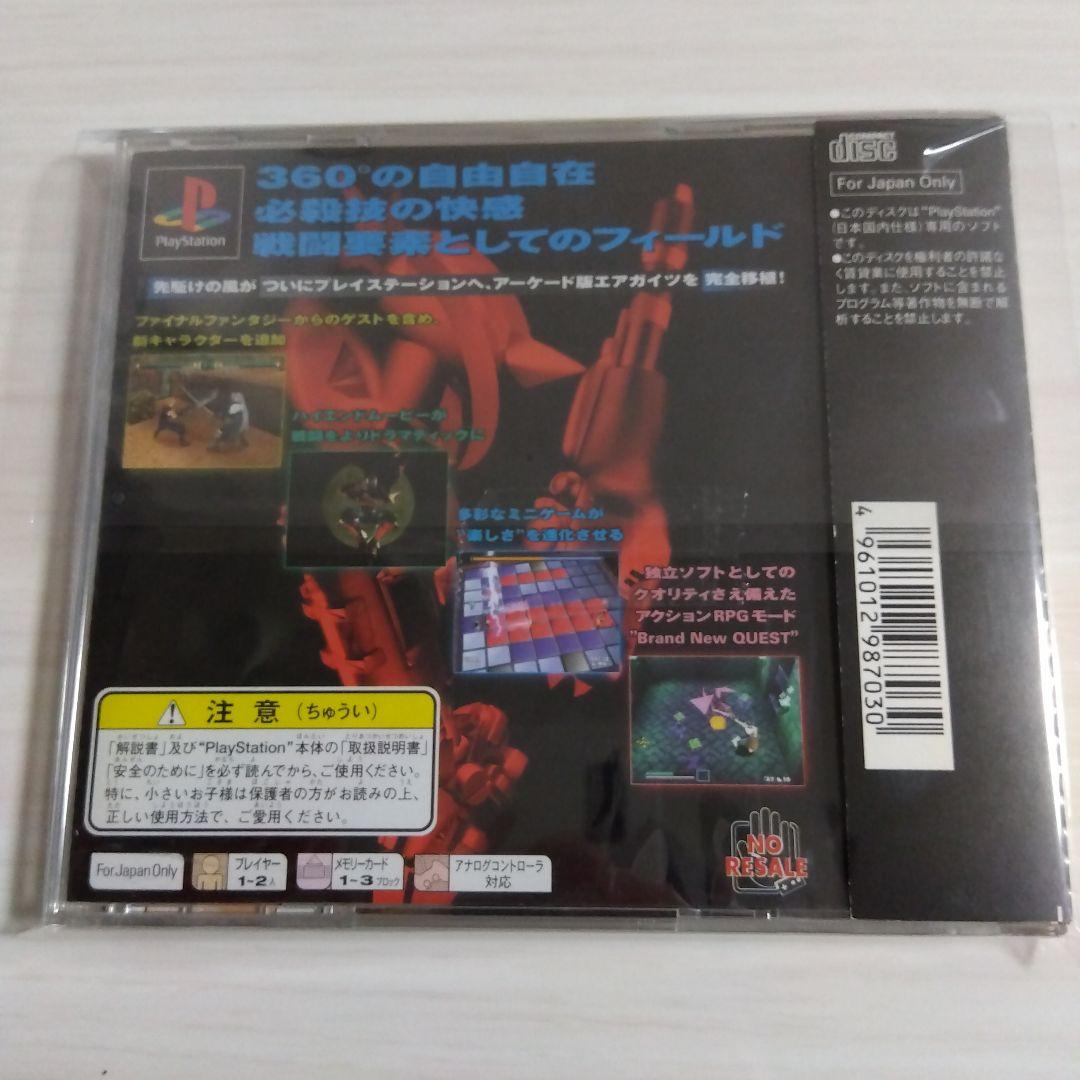 PlayStation
360°の自由自在
必殺技の快感
戦闘要素としてのフィールド
先駆けの風が ついにプレイステーションへ、アーケード版エアガイツを 完全移植!
ファイナルファンタジーからのゲストを含め、
新キャラクターを追加
ハイエンドムービーが
戦闘をよりドラマティックに
多彩なミニゲームが
"楽しさ"を進化させる
独立ソフトとしての
クオリティさえ備えた
アクションRPGモード
"Brand New QUEST"
注意(ちゅうい)
「解説書」及び"PlayStation"本体の「取扱説明書」
「安全のために」を必ず読んでから、ご使用ください。
特に、小さいお子様は保護者の方がお読みの上、
正しい使用方法で、ご愛用ください。
For Japan Only
プレイヤー
1~2人
メモリーカード
1~3ブロック
アナログコントローラ
対応
NO
RESALE
COMPACT
disc
For Japan Only
●このディスクは"PlayStation"
(日本国内仕様)専用のソフト
です。
●このディスクを権利者の許諾な
く賃貸業に使用することを禁止
します。また、ソフトに含まれる
プログラム等著作物を無断で解
析することを禁止します。
4961012987030